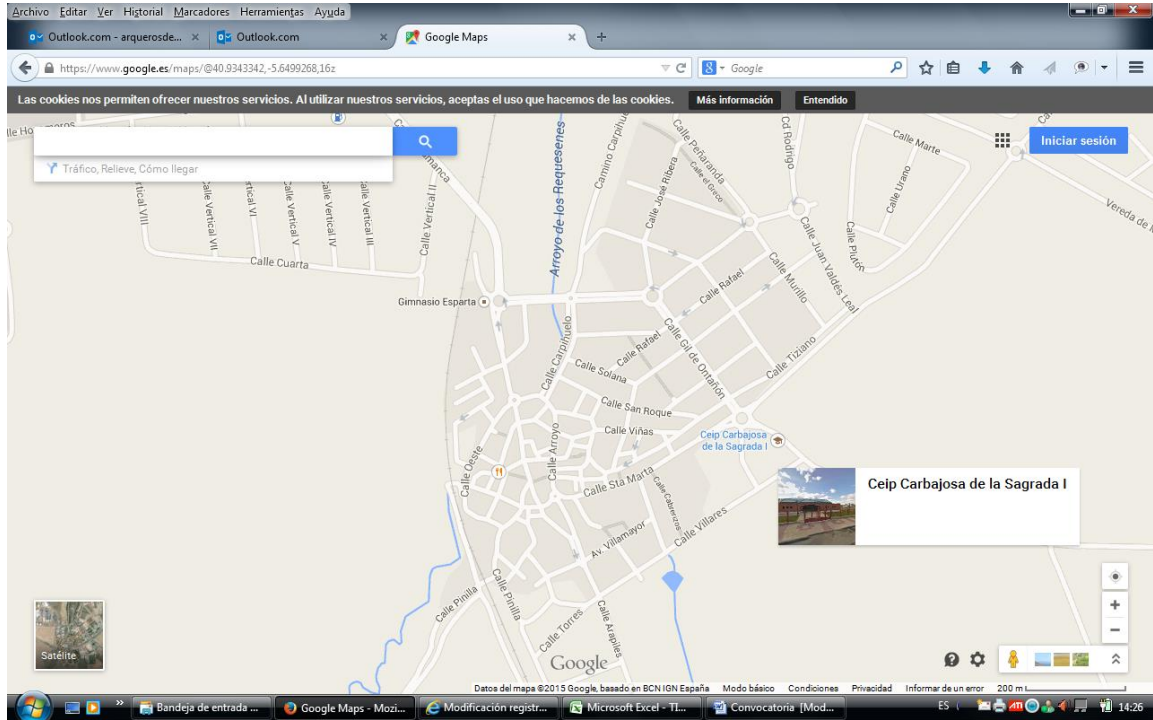 Archivo Editar Ver Historial Marcadores Herramientas Ayuda
Outlook.com - arquerosde... × Outlook.com × Google Maps × +
https://www.google.es/maps/@40.9343342,-5.6499268,16z Google
Las cookies nos permiten ofrecer nuestros servicios. Al utilizar nuestros servicios, aceptas el uso que hacemos de las cookies. Más información Entendido
Iniciar sesión
Tráfico, Relieve, Cómo llegar
Calle Marte
Cd Rodrigo
Calle Peñaranda
Camino Carpihu
Arroyo de los Requesenes
Calle José Ribera
Calle el Greco
Calle Urano
Vereda de
rtical VIII
Calle Vertical VII
rtical VI
Calle Vertical V
Calle Vertical IV
Calle Vertical III
Calle Vertical II
manca
Calle Plutón
Calle Juan Valdés Leal
Calle Cuarta
Calle Murillo
Calle Rafael
Gimnasio Esparta
Calle Carpihuelo
Calle Rafael
Calle Gil de Ontañón
Calle Tiziano
Calle Solana
Calle San Roque
Calle Viñas
Ceip Carbajosa
de la Sagrada I
Calle Oeste
Calle Arroyo
Calle Sta Marta
Calle Cabrerizos
Ceip Carbajosa de la Sagrada I
Calle Villares
Av. Villamayor
Calle Pinilla
Calle Pinilla
Calle Torres
Calle Arapiles
Satélite
Google
Datos del mapa ©2015 Google, basado en BCN IGN España Modo básico Condiciones Privacidad Informar de un error 200 m
Bandeja de entrada ... Google Maps - Mozi... Modificación registr... Microsoft Excel - TI... Convocatoria [Mod... ES 14:26